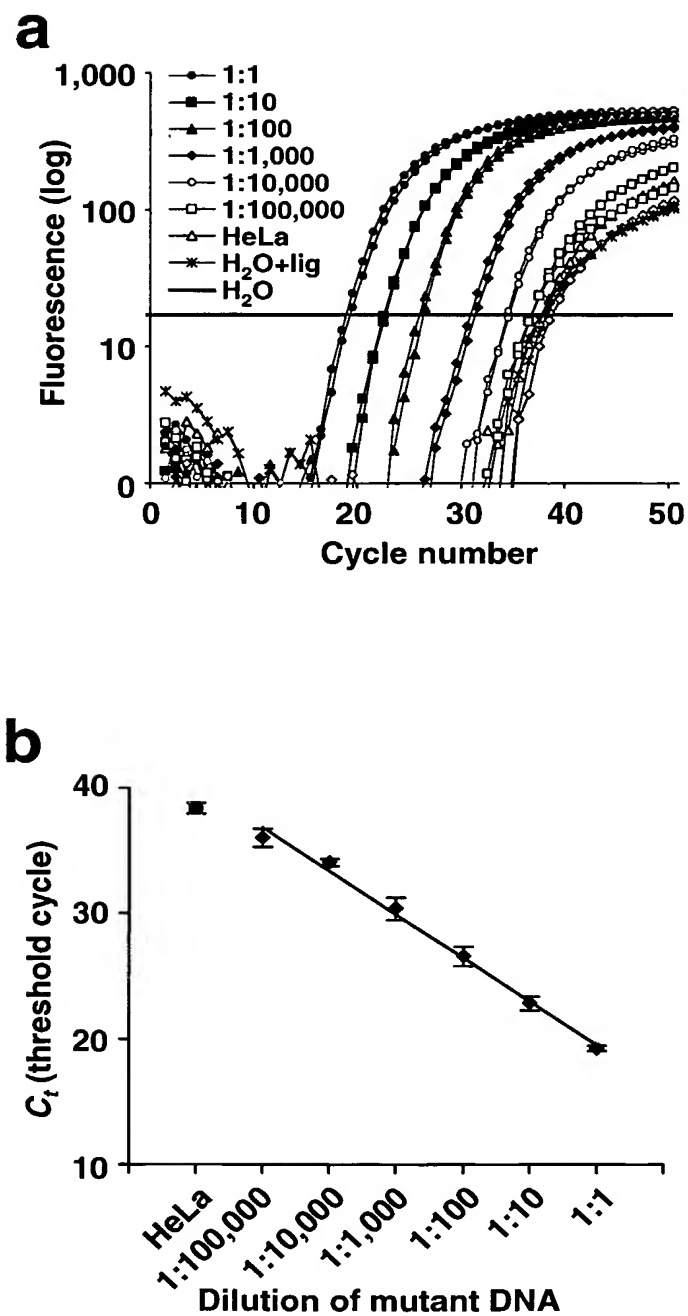 a
Fluorescence (log)
1,000
100
10
0
1:1
1:10
1:100
1:1,000
1:10,000
1:100,000
HeLa
H₂O+lig
H₂O
0 10 20 30 40 50
Cycle number
b
Cₜ (threshold cycle)
40
30
20
10
HeLa
1:100,000
1:10,000
1:1,000
1:100
1:10
1:1
Dilution of mutant DNA